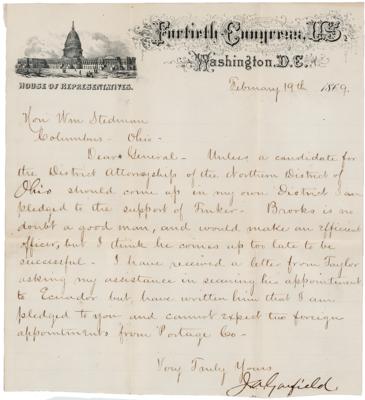 Fortieth Congress, U.S.
Washington, D.C.
HOUSE OF REPRESENTATIVES.
February 19th 1869.
Hon Wm Stedman
Columbus - Ohio -
Dear General - Unless a candidate for
the District Attorneyship of the Northern District of
Ohio should come up in my own District I am
pledged to the support of Tinker - Brooks is no
doubt a good man, and would make an efficient
officer, but I think he comes up too late to be
successful - I have received a letter from Taylor
asking my assistance in securing his appointment
to Ecuador but, have written him that I am
pledged to you and cannot expect two foreign
appointments from Portage Co -
Very Truly Yours
J. A. Garfield